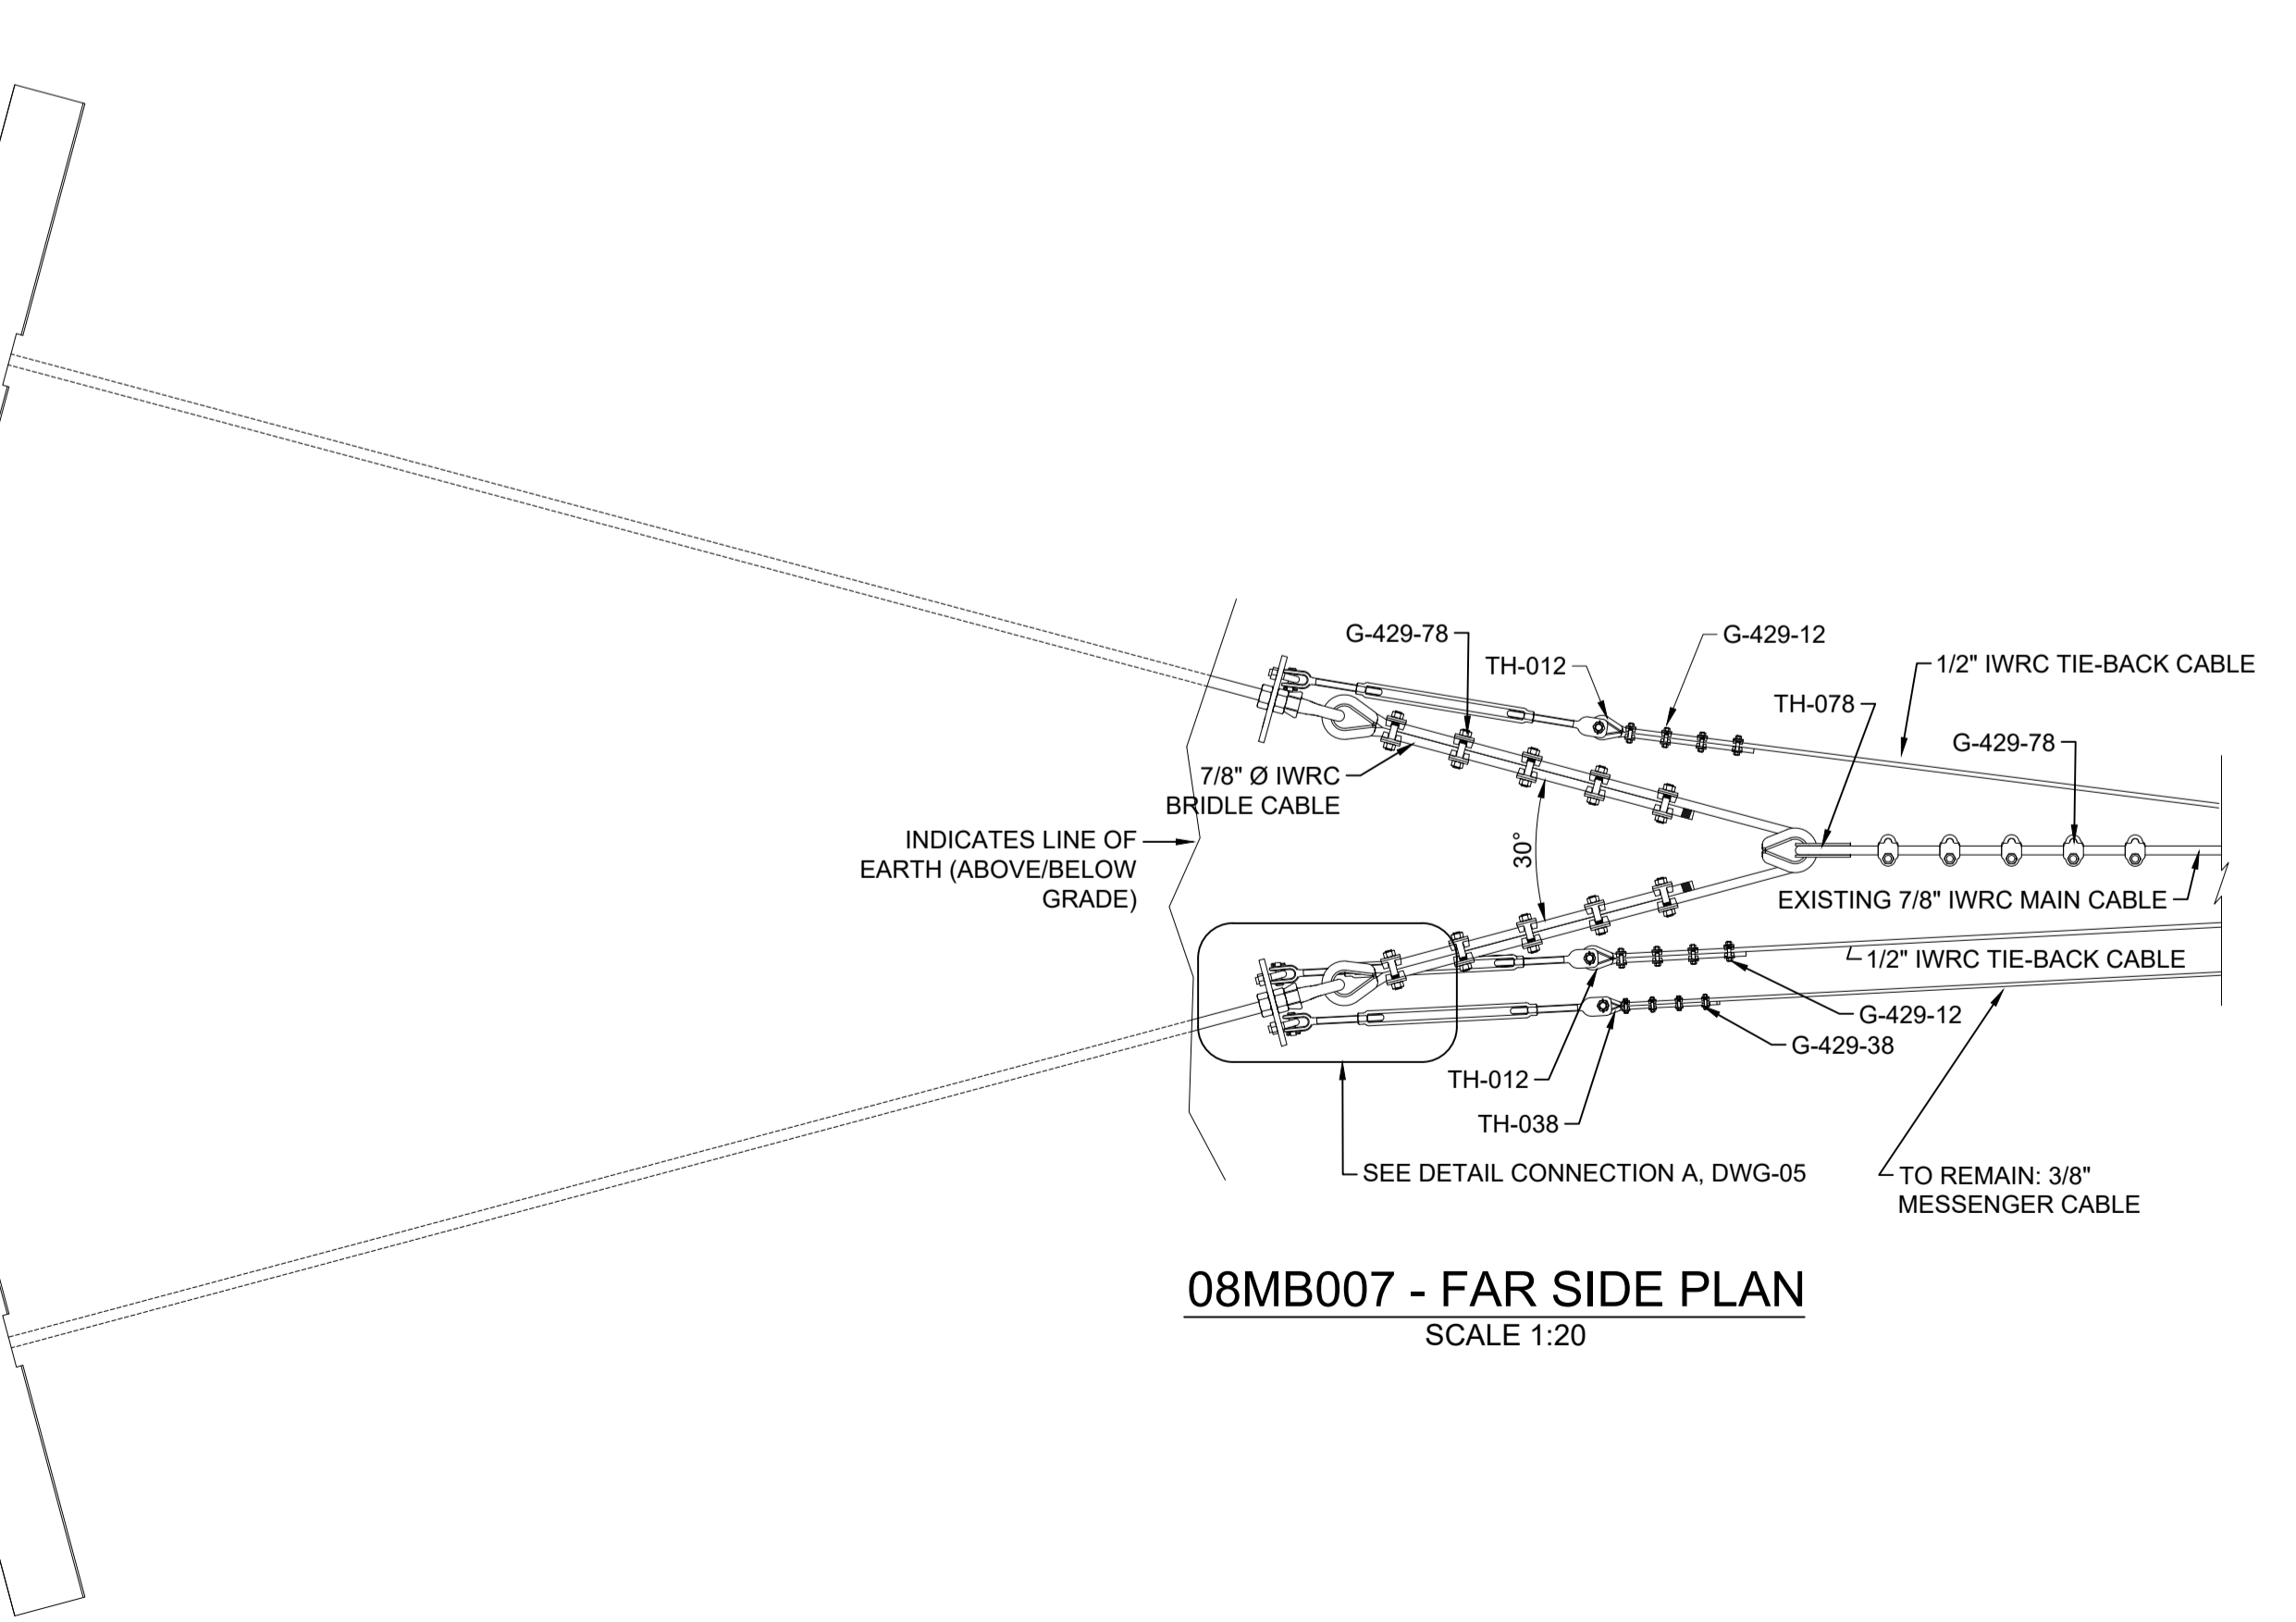 G-429-78
G-429-12
TH-012
1/2" IWRC TIE-BACK CABLE
TH-078
G-429-78
7/8" Ø IWRC
BRIDLE CABLE
INDICATES LINE OF
EARTH (ABOVE/BELOW
GRADE)
30°
EXISTING 7/8" IWRC MAIN CABLE
1/2" IWRC TIE-BACK CABLE
G-429-12
G-429-38
TH-012
TH-038
SEE DETAIL CONNECTION A, DWG-05
TO REMAIN: 3/8"
MESSENGER CABLE
08MB007 - FAR SIDE PLAN
SCALE 1:20